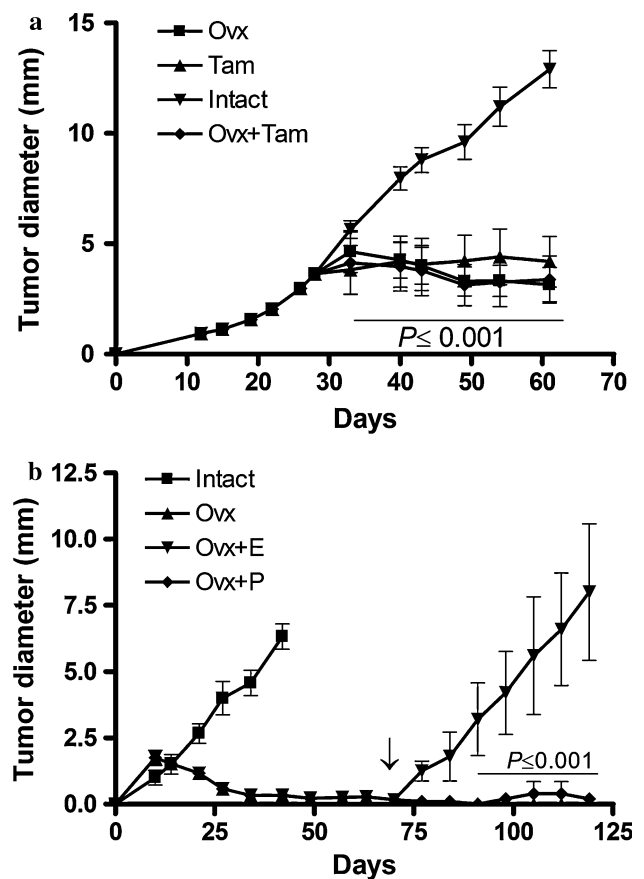 a
Ovx
Tam
Intact
Ovx+Tam
Tumor diameter (mm)
15
10
5
0
P≤ 0.001
0 10 20 30 40 50 60 70
Days
b
Intact
Ovx
Ovx+E
Ovx+P
Tumor diameter (mm)
12.5
10.0
7.5
5.0
2.5
0.0
↓
P≤0.001
0 25 50 75 100 125
Days